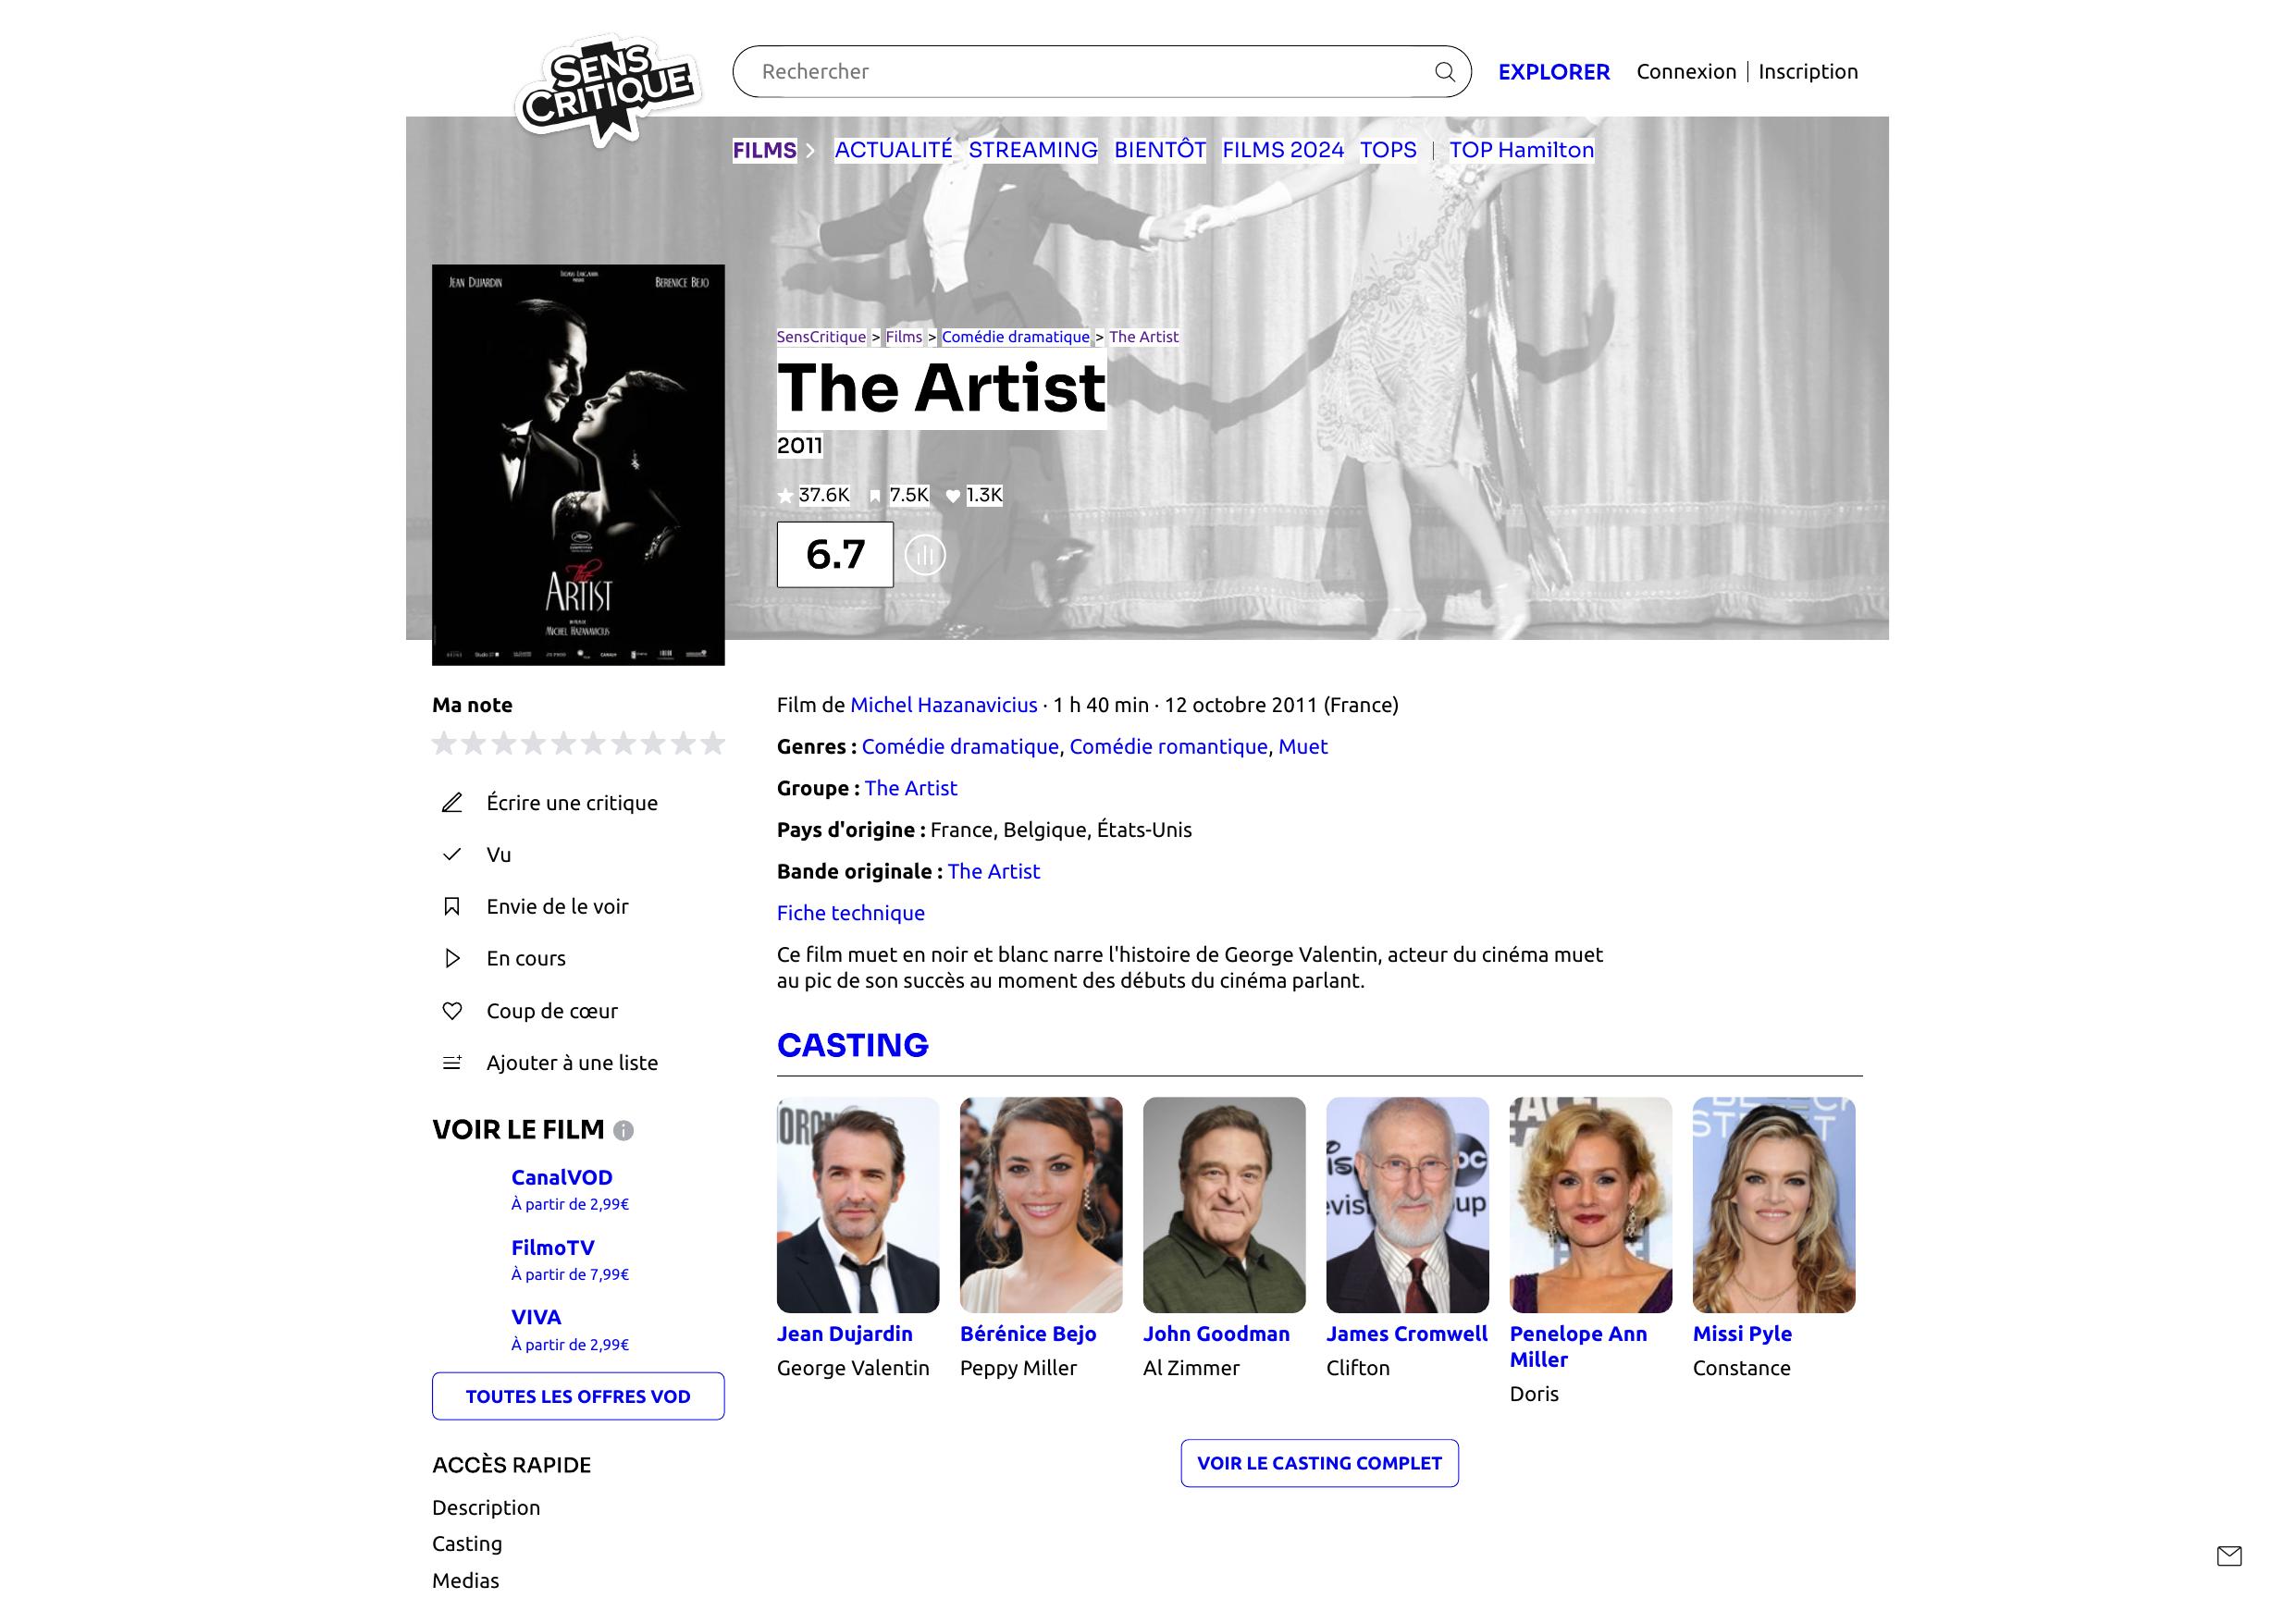 SENS
CRITIQUE
Rechercher
EXPLORER
Connexion | Inscription
FILMS
ACTUALITÉ
STREAMING
BIENTÔT
FILMS 2024
TOPS
|
TOP Hamilton
JEAN DUJARDIN
BERENICE BEJO
The
ARTIST
MICHEL HAZANAVICIUS
SensCritique > Films > Comédie dramatique > The Artist
The Artist
2011
37.6K
7.5K
1.3K
6.7
Ma note
Écrire une critique
Vu
Envie de le voir
En cours
Coup de cœur
Ajouter à une liste
VOIR LE FILM
CanalVOD
À partir de 2,99€
FilmoTV
À partir de 7,99€
VIVA
À partir de 2,99€
TOUTES LES OFFRES VOD
ACCÈS RAPIDE
Description
Casting
Medias
Film de Michel Hazanavicius · 1 h 40 min · 12 octobre 2011 (France)
Genres : Comédie dramatique, Comédie romantique, Muet
Groupe : The Artist
Pays d'origine : France, Belgique, États-Unis
Bande originale : The Artist
Fiche technique
Ce film muet en noir et blanc narre l'histoire de George Valentin, acteur du cinéma muet
au pic de son succès au moment des débuts du cinéma parlant.
CASTING
Jean Dujardin
George Valentin
Bérénice Bejo
Peppy Miller
John Goodman
Al Zimmer
James Cromwell
Clifton
Penelope Ann
Miller
Doris
Missi Pyle
Constance
VOIR LE CASTING COMPLET